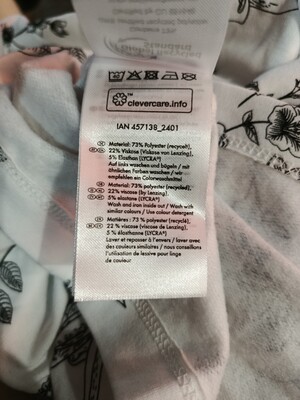 clevercare.info
IAN 457138_2401
Material: 73% Polyester (recycelt),
22% Viskose (Viskose von Lenzing),
5% Elasthan (LYCRA®)
Auf links waschen und bügeln / mit
ähnlichen Farben waschen / wir
empfehlen ein Colorwaschmittel
Material: 73% polyester (recycled),
22% viscose (by Lenzing),
5% elastane (LYCRA®)
Wash and iron inside out / Wash with
similar colours / Use colour detergent
Matières : 73 % polyester (recyclé),
22 % viscose (viscose de Lenzing),
5 % élasthanne (LYCRA®)
Laver et repasser à l'envers / laver avec
des couleurs similaires / nous conseillons
l'utilisation de lessive pour linge
de couleur